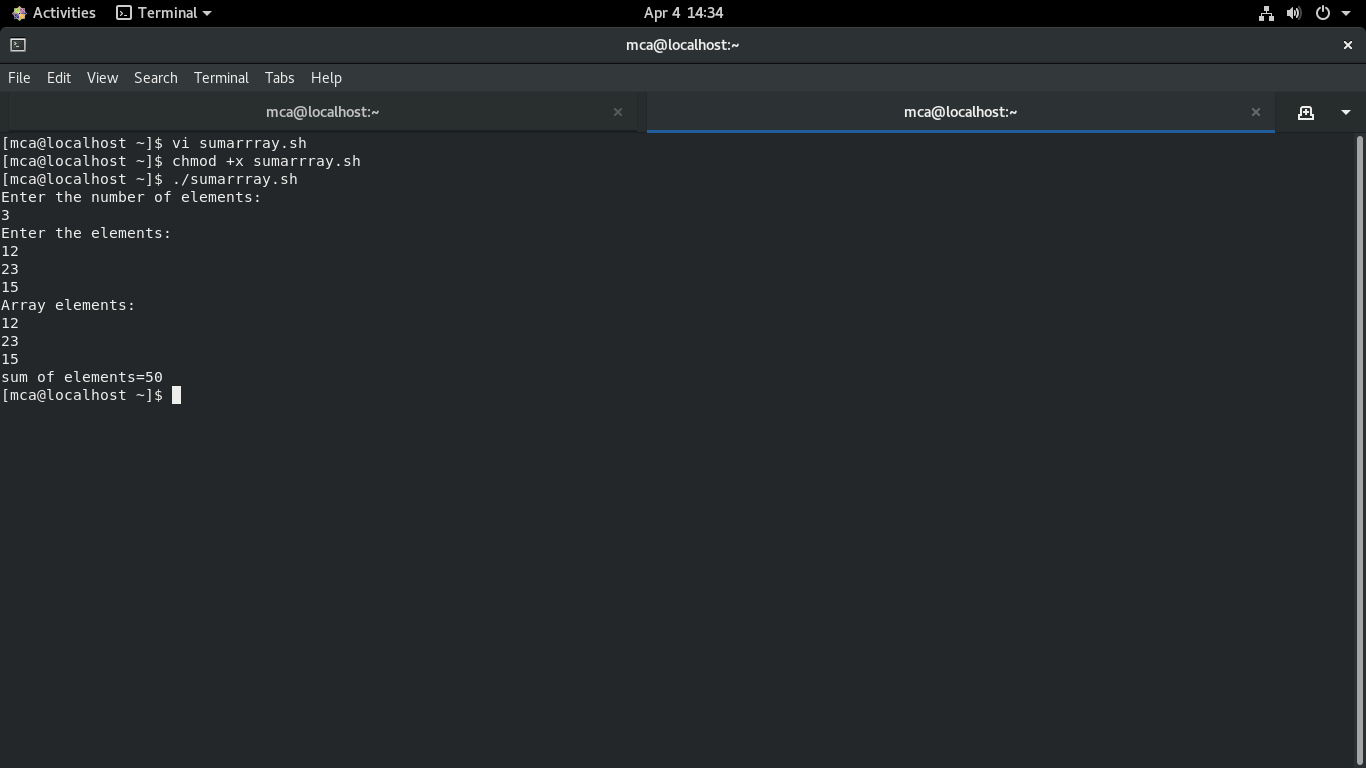 Activities Terminal Apr 4 14:34
mca@localhost:~
File Edit View Search Terminal Tabs Help
mca@localhost:~ mca@localhost:~
[mca@localhost ~]$ vi sumarrray.sh
[mca@localhost ~]$ chmod +x sumarrray.sh
[mca@localhost ~]$ ./sumarrray.sh
Enter the number of elements:
3
Enter the elements:
12
23
15
Array elements:
12
23
15
sum of elements=50
[mca@localhost ~]$